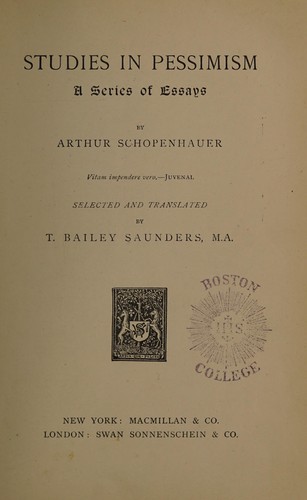 STUDIES IN PESSIMISM
A Series of Essays
BY
ARTHUR SCHOPENHAUER
Vitam impendere vero.—JUVENAL
SELECTED AND TRANSLATED
BY
T. BAILEY SAUNDERS, M.A.
BOSTON
IHS
COLLEGE
NEW YORK: MACMILLAN & CO.
LONDON: SWAN SONNENSCHEIN & CO.